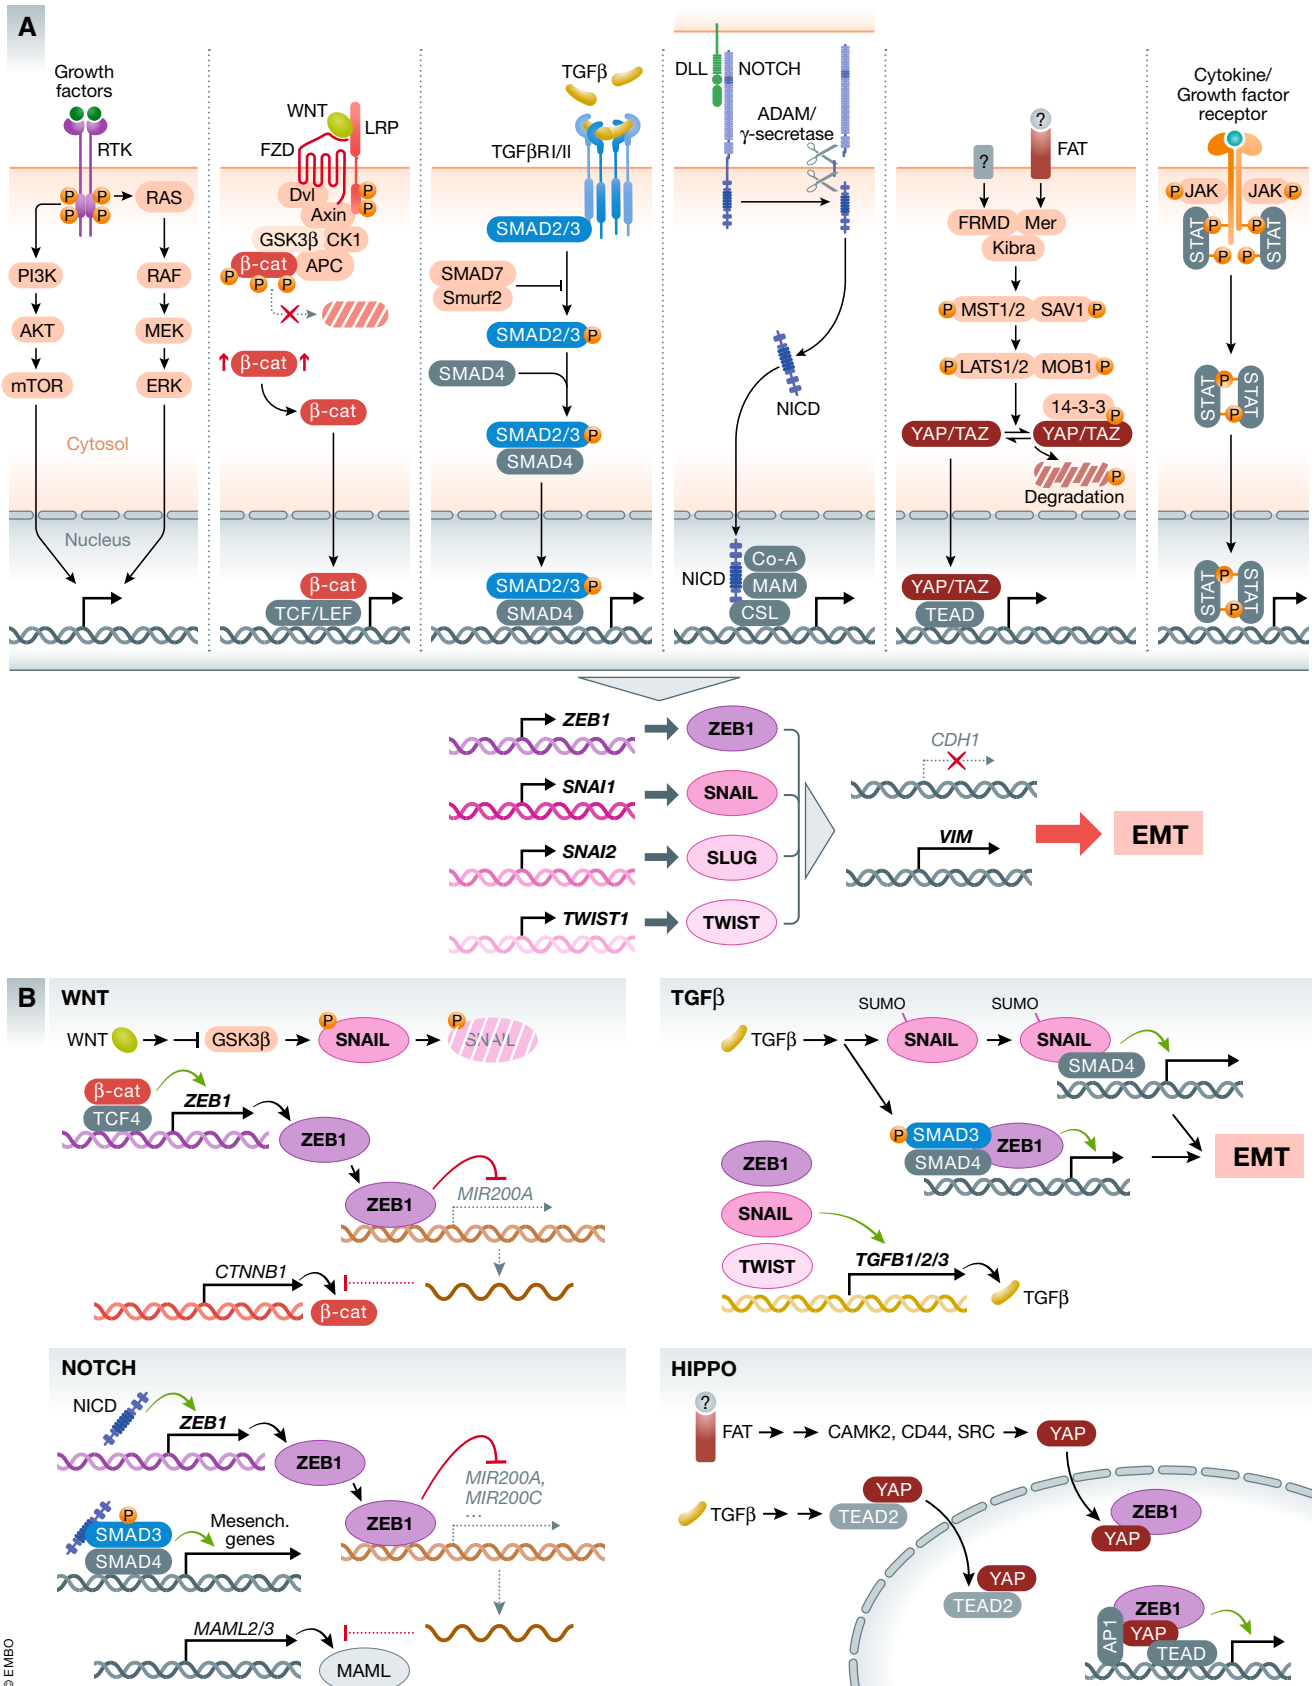 A
Growth
factors
RTK
P
P
P
P
RAS
PI3K
RAF
AKT
MEK
mTOR
ERK
Cytosol
Nucleus
WNT
LRP
FZD
Dvl
P
P
Axin
GSK3β
CK1
β-cat
APC
P
P
P
β-cat
β-cat
β-cat
TCF/LEF
TGFβ
TGFβRI/II
SMAD2/3
SMAD7
Smurf2
SMAD2/3
P
SMAD4
SMAD2/3
P
SMAD4
SMAD2/3
P
SMAD4
DLL
NOTCH
ADAM/
γ-secretase
NICD
NICD
Co-A
MAM
CSL
?
?
FAT
FRMD
Mer
Kibra
P
MST1/2
SAV1
P
P
LATS1/2
MOB1
P
14-3-3
P
YAP/TAZ
YAP/TAZ
P
Degradation
YAP/TAZ
TEAD
Cytokine/
Growth factor
receptor
P
JAK
JAK
P
STAT
P
P
STAT
P
P
STAT
P
P
STAT
STAT
P
P
STAT
ZEB1
ZEB1
SNAI1
SNAIL
SNAI2
SLUG
TWIST1
TWIST
CDH1
VIM
EMT
B
WNT
WNT
GSK3β
P
SNAIL
P
SNAIL
β-cat
TCF4
ZEB1
ZEB1
ZEB1
MIR200A
CTNNB1
β-cat
TGFβ
TGFβ
SUMO
SNAIL
SUMO
SNAIL
SMAD4
P
SMAD3
ZEB1
SMAD4
EMT
ZEB1
SNAIL
TWIST
TGFB1/2/3
TGFβ
NOTCH
NICD
ZEB1
ZEB1
ZEB1
MIR200A,
MIR200C
...
P
SMAD3
SMAD4
Mesench.
genes
MAML2/3
MAML
HIPPO
?
FAT
CAMK2, CD44, SRC
YAP
TGFβ
YAP
TEAD2
ZEB1
YAP
YAP
TEAD2
ZEB1
AP1
YAP
TEAD
© EMBO